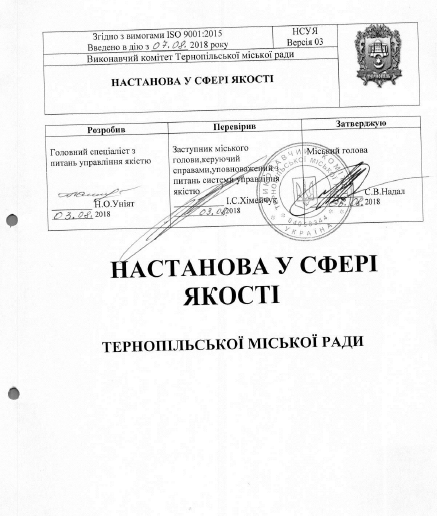 Згідно з вимогами ISO 9001:2015
Введено в дію з 07.08. 2018 року
НСУЯ
Версія 03
Виконавчий комітет Тернопільської міської ради
НАСТАНОВА У СФЕРІ ЯКОСТІ
ТЕРНОПІЛЬ
Розробив
Перевірив
Затверджую
Головний спеціаліст з
питань управління якістю
Н.О.Уніят
03.08. 2018
Заступник міського
голови,керуючий
справами,уповноважений з
питань системи управління
якістю
І.С.Хімейчук
03.08 2018
Міський голова
С.В.Надал
2018
УКРАЇНА
НАСТАНОВА У СФЕРІ
ЯКОСТІ
ТЕРНОПІЛЬСЬКОЇ МІСЬКОЇ РАДИ